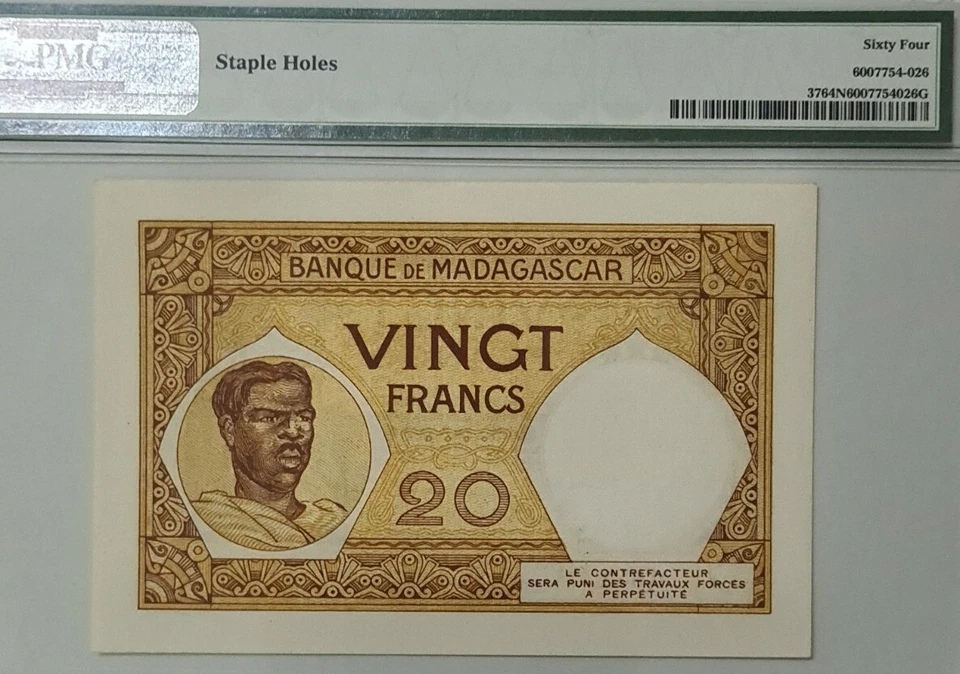 PMG
Staple Holes
Sixty Four
6007754-026
3764N6007754026G
BANQUE DE MADAGASCAR
VINGT
FRANCS
20
LE CONTREFACTEUR
SERA PUNI DES TRAVAUX FORCÉS
A PERPÉTUITÉ